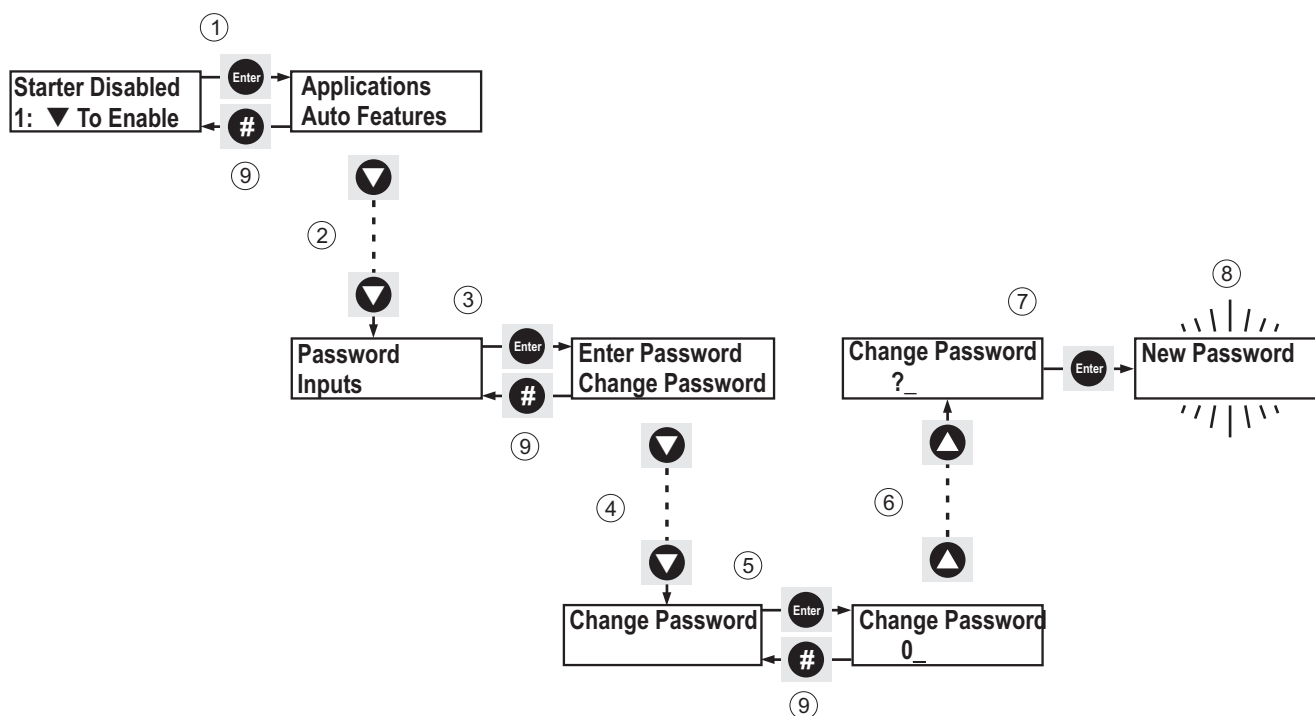 ①
Starter Disabled
1: ▼ To Enable
Enter
#
⑨
Applications
Auto Features
②
Password
Inputs
③
Enter
#
⑨
Enter Password
Change Password
④
Change Password
⑤
Enter
#
⑨
Change Password
0_
⑥
Change Password
?_
⑦
Enter
⑧
New Password